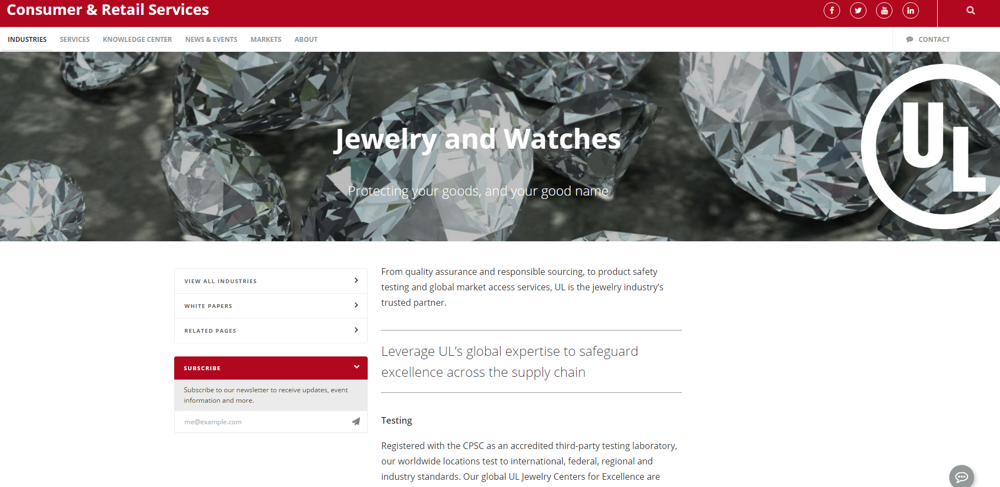 Consumer & Retail Services
INDUSTRIES
SERVICES
KNOWLEDGE CENTER
NEWS & EVENTS
MARKETS
ABOUT
CONTACT
UL
Jewelry and Watches
Protecting your goods, and your good name
VIEW ALL INDUSTRIES
WHITE PAPERS
RELATED PAGES
SUBSCRIBE
Subscribe to our newsletter to receive updates, event
information and more.
me@example.com
From quality assurance and responsible sourcing, to product safety
testing and global market access services, UL is the jewelry industry’s
trusted partner.
Leverage UL’s global expertise to safeguard
excellence across the supply chain
Testing
Registered with the CPSC as an accredited third-party testing laboratory,
our worldwide locations test to international, federal, regional and
industry standards. Our global UL Jewelry Centers for Excellence are